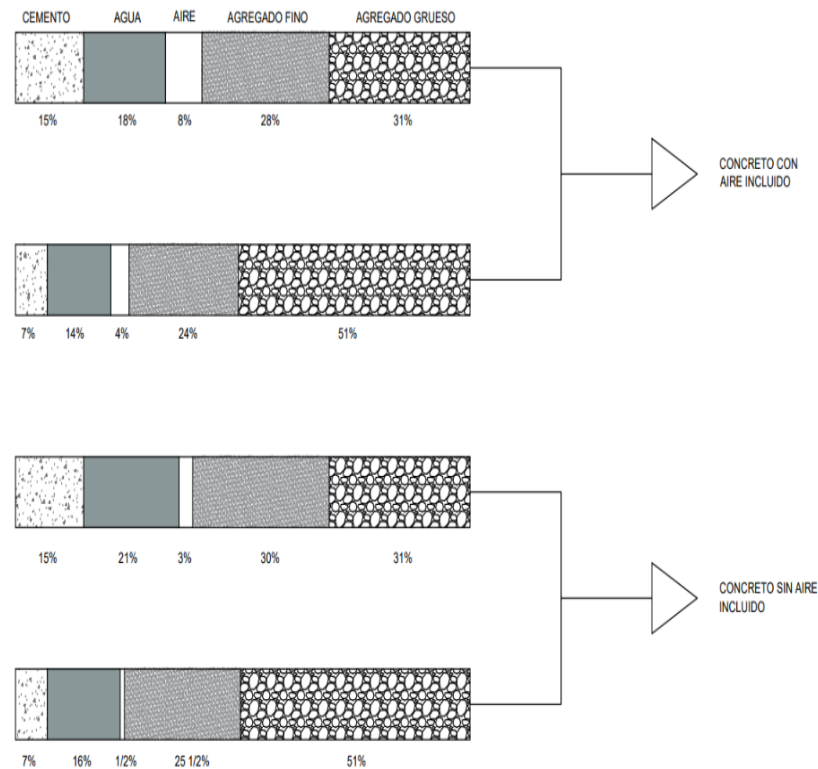 CEMENTO AGUA AIRE AGREGADO FINO AGREGADO GRUESO
15% 18% 8% 28% 31%
CONCRETO CON
AIRE INCLUIDO
7% 14% 4% 24% 51%
15% 21% 3% 30% 31%
CONCRETO SIN AIRE
INCLUIDO
7% 16% 1/2% 25 1/2% 51%